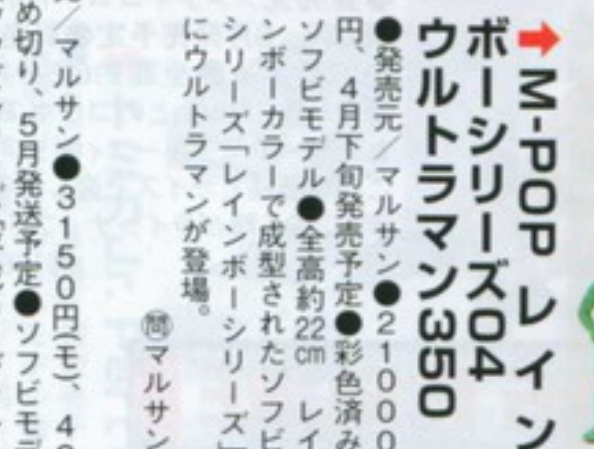 ➡M-POP レイン
ボーシリーズ04
ウルトラマン350
●発売元／マルサン●21000
円、4月下旬発売予定●彩色済み
ソフビモデル●全高約22cm レイ
ンボーカラーで成型されたソフビ
シリーズ「レインボーシリーズ」
にウルトラマンが登場。
㉄マルサン
／マルサン●3150円(モ)、4
め切り、5月発送予定●ソフビモデ